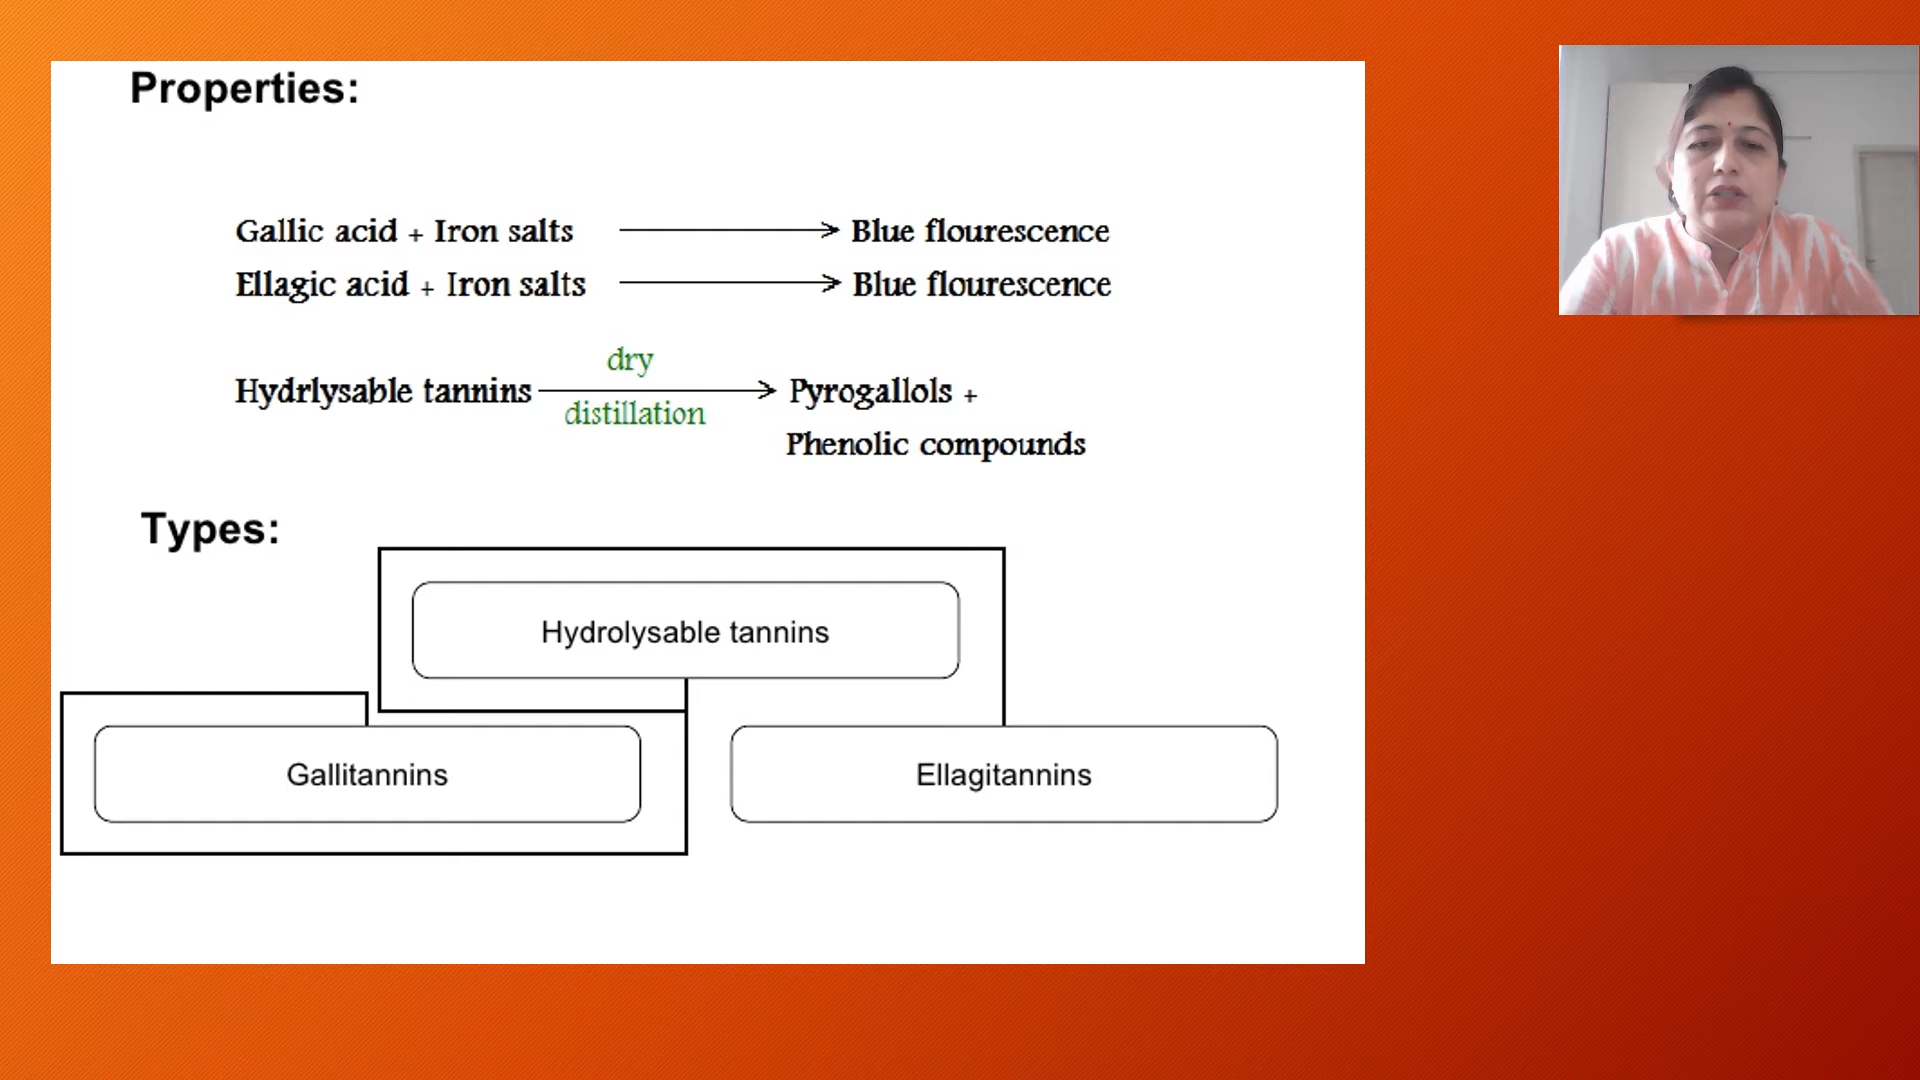 Properties:
Gallic acid + Iron salts Blue flourescence
Ellagic acid + Iron salts Blue flourescence
dry
Hydrlysable tannins Pyrogallols +
distillation
Phenolic compounds
Types:
Hydrolysable tannins
Gallitannins Ellagitannins